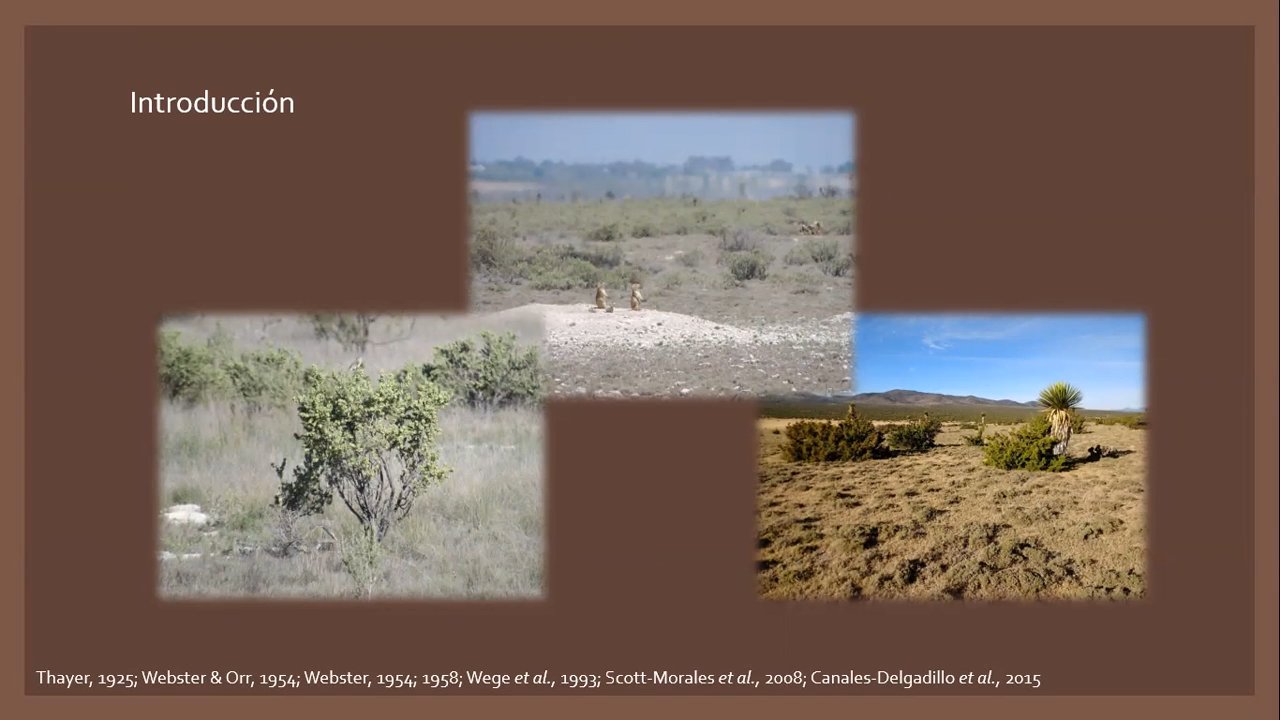 Introducción
Thayer, 1925; Webster & Orr, 1954; Webster, 1954; 1958; Wege et al., 1993; Scott-Morales et al., 2008; Canales-Delgadillo et al., 2015